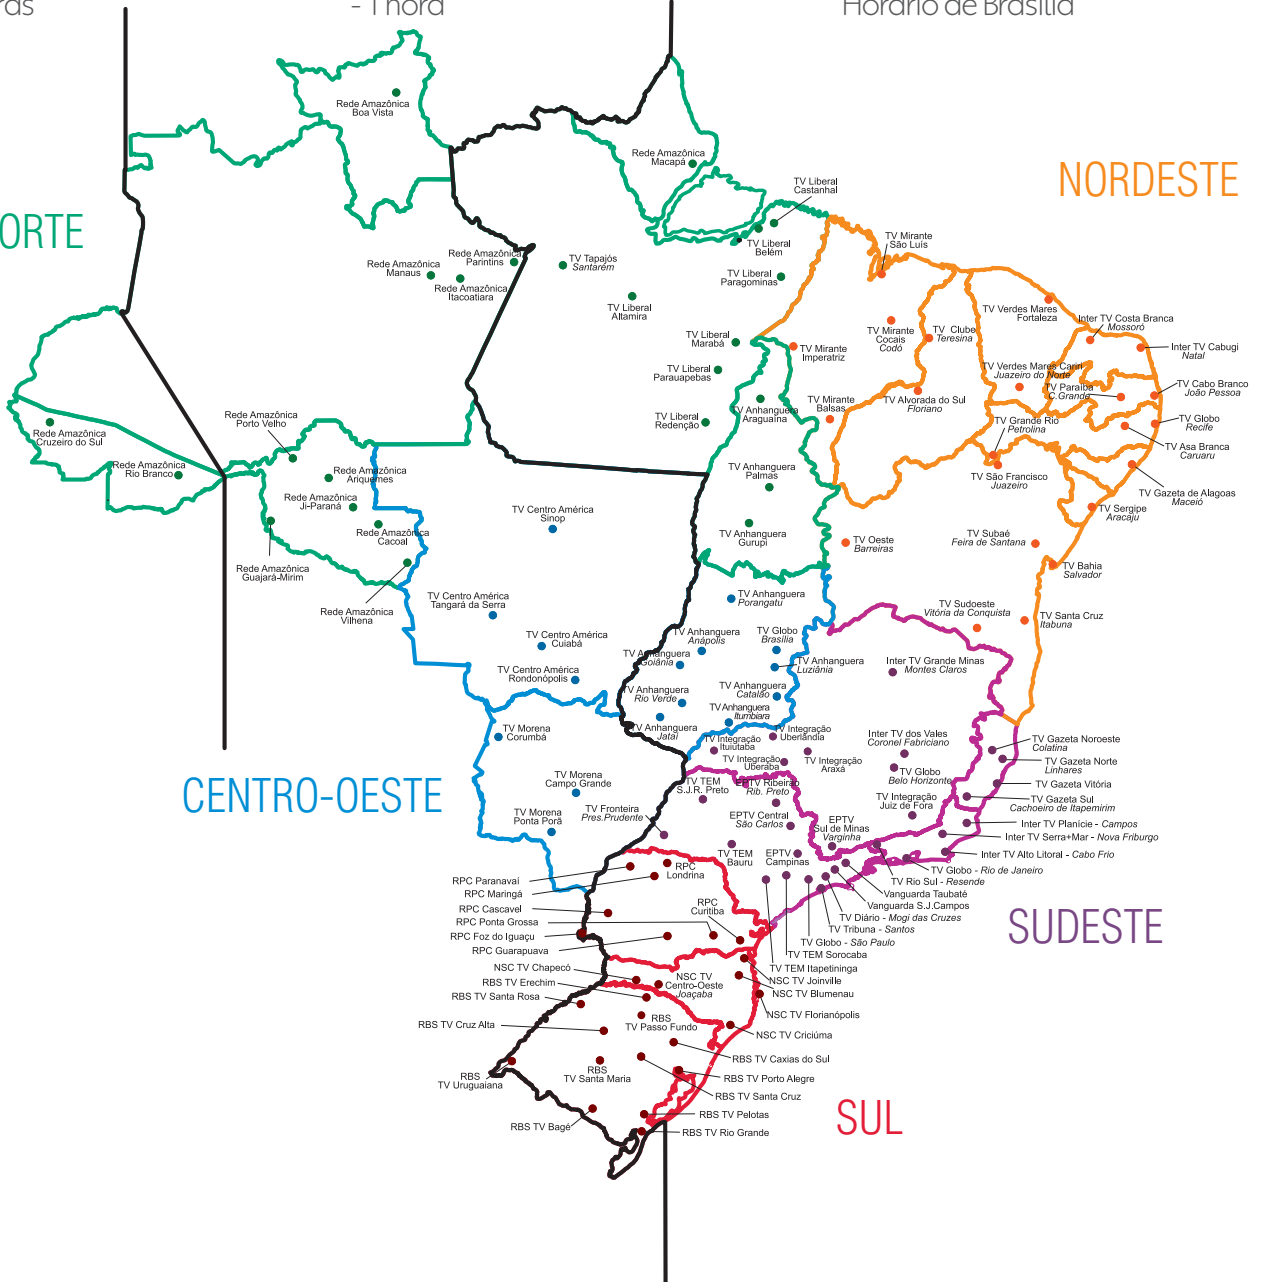 ras
- 1 hora
Horário de Brasília
NORDESTE
ORTE
CENTRO-OESTE
SUDESTE
SUL
Rede Amazônica
Boa Vista
Rede Amazônica
Macapá
TV Liberal
Castanhal
TV Liberal
Belém
TV Mirante
São Luís
Rede Amazônica
Parintins
Rede Amazônica
Manaus
Rede Amazônica
Itacoatiara
TV Tapajós
Santarém
TV Liberal
Paragominas
TV Liberal
Altamira
TV Verdes Mares
Fortaleza
Inter TV Costa Branca
Mossoró
TV Mirante
Cocais
Codó
TV Clube
Teresina
Inter TV Cabugi
Natal
TV Liberal
Marabá
TV Mirante
Imperatriz
TV Liberal
Parauapebas
TV Verdes Mares Cariri
Juazeiro do Norte
TV Paraíba
C.Grande
TV Cabo Branco
João Pessoa
TV Anhanguera
Araguaína
TV Mirante
Balsas
TV Alvorada do Sul
Floriano
TV Liberal
Redenção
TV Grande Rio
Petrolina
TV Globo
Recife
TV Asa Branca
Caruaru
Rede Amazônica
Porto Velho
Rede Amazônica
Cruzeiro do Sul
Rede Amazônica
Rio Branco
Rede Amazônica
Ariquemes
Rede Amazônica
Ji-Paraná
Rede Amazônica
Cacoal
Rede Amazônica
Guajará-Mirim
Rede Amazônica
Vilhena
TV Anhanguera
Palmas
TV São Francisco
Juazeiro
TV Gazeta de Alagoas
Maceió
TV Sergipe
Aracaju
TV Centro América
Sinop
TV Anhanguera
Gurupi
TV Oeste
Barreiras
TV Subaé
Feira de Santana
TV Bahia
Salvador
TV Centro América
Tangará da Serra
TV Anhanguera
Porangatu
TV Sudoeste
Vitória da Conquista
TV Santa Cruz
Itabuna
TV Centro América
Cuiabá
TV Anhanguera
Anápolis
TV Globo
Brasília
TV Anhanguera
Goiânia
TV Anhanguera
Luziânia
Inter TV Grande Minas
Montes Claros
TV Centro América
Rondonópolis
TV Anhanguera
Rio Verde
TV Anhanguera
Catalão
TV Anhanguera
Itumbiara
TV Anhanguera
Jataí
TV Morena
Corumbá
TV Integração
Ituiutaba
TV Integração
Uberlândia
TV Integração
Uberaba
TV Integração
Araxá
Inter TV dos Vales
Coronel Fabriciano
TV Gazeta Noroeste
Colatina
TV Gazeta Norte
Linhares
TV Morena
Campo Grande
TV TEM
S.J.R. Preto
EPTV Ribeirão
Rib. Preto
TV Globo
Belo Horizonte
TV Gazeta Vitória
TV Integração
Juiz de Fora
TV Gazeta Sul
Cachoeiro de Itapemirim
TV Morena
Ponta Porã
TV Fronteira
Pres.Prudente
EPTV Central
São Carlos
EPTV
Sul de Minas
Varginha
Inter TV Planície - Campos
Inter TV Serra+Mar - Nova Friburgo
TV TEM
Bauru
EPTV
Campinas
Inter TV Alto Litoral - Cabo Frio
TV Globo - Rio de Janeiro
TV Rio Sul - Resende
Vanguarda Taubaté
Vanguarda S.J.Campos
TV Diário - Mogi das Cruzes
TV Tribuna - Santos
TV Globo - São Paulo
TV TEM Sorocaba
TV TEM Itapetininga
RPC Paranavaí
RPC
Londrina
RPC Maringá
RPC Cascavel
RPC
Curitiba
RPC Ponta Grossa
RPC Foz do Iguaçu
RPC Guarapuava
NSC TV Chapecó
NSC TV
Centro-Oeste
Joaçaba
NSC TV Joinville
NSC TV Blumenau
NSC TV Florianópolis
NSC TV Criciúma
RBS TV Erechim
RBS TV Santa Rosa
RBS
TV Passo Fundo
RBS TV Cruz Alta
RBS TV Caxias do Sul
RBS
TV Uruguaiana
RBS
TV Santa Maria
RBS TV Porto Alegre
RBS TV Santa Cruz
RBS TV Bagé
RBS TV Pelotas
RBS TV Rio Grande